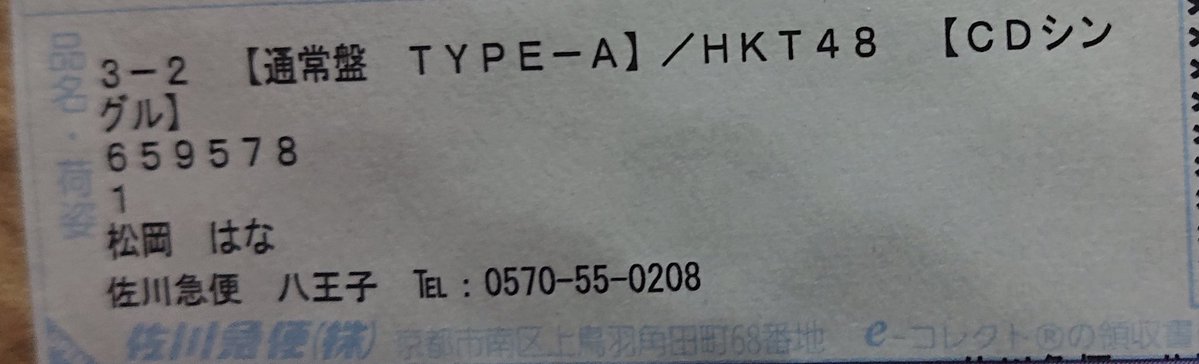 品名・荷姿
3－2　【通常盤　ＴＹＰＥ－Ａ】／ＨＫＴ４８　【ＣＤシン
グル】
６５９５７８
１
松岡　はな
佐川急便　八王子　℡：0570-55-0208
佐川急便(株) 京都市南区上鳥羽角田町68番地 e-コレクト®の領収書